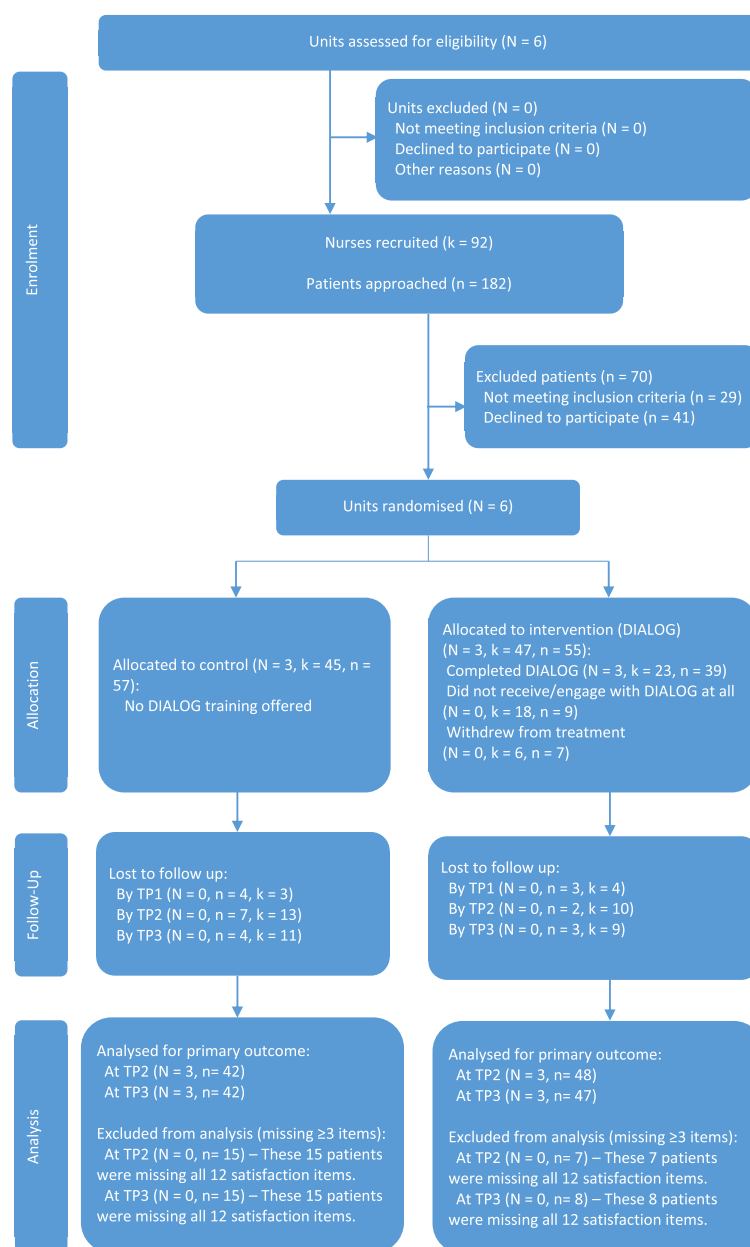 Units assessed for eligibility (N = 6)
Enrolment
Units excluded (N = 0)
Not meeting inclusion criteria (N = 0)
Declined to participate (N = 0)
Other reasons (N = 0)
Nurses recruited (k = 92)
Patients approached (n = 182)
Excluded patients (n = 70)
Not meeting inclusion criteria (n = 29)
Declined to participate (n = 41)
Units randomised (N = 6)
Allocation
Allocated to control (N = 3, k = 45, n =
57):
No DIALOG training offered
Allocated to intervention (DIALOG)
(N = 3, k = 47, n = 55):
Completed DIALOG (N = 3, k = 23, n = 39)
Did not receive/engage with DIALOG at all
(N = 0, k = 18, n = 9)
Withdrew from treatment
(N = 0, k = 6, n = 7)
Follow-Up
Lost to follow up:
By TP1 (N = 0, n = 4, k = 3)
By TP2 (N = 0, n = 7, k = 13)
By TP3 (N = 0, n = 4, k = 11)
Lost to follow up:
By TP1 (N = 0, n = 3, k = 4)
By TP2 (N = 0, n = 2, k = 10)
By TP3 (N = 0, n = 3, k = 9)
Analysis
Analysed for primary outcome:
At TP2 (N = 3, n= 42)
At TP3 (N = 3, n= 42)
Excluded from analysis (missing ≥3 items):
At TP2 (N = 0, n= 15) – These 15 patients
were missing all 12 satisfaction items.
At TP3 (N = 0, n= 15) – These 15 patients
were missing all 12 satisfaction items.
Analysed for primary outcome:
At TP2 (N = 3, n= 48)
At TP3 (N = 3, n= 47)
Excluded from analysis (missing ≥3 items):
At TP2 (N = 0, n= 7) – These 7 patients
were missing all 12 satisfaction items.
At TP3 (N = 0, n= 8) – These 8 patients
were missing all 12 satisfaction items.